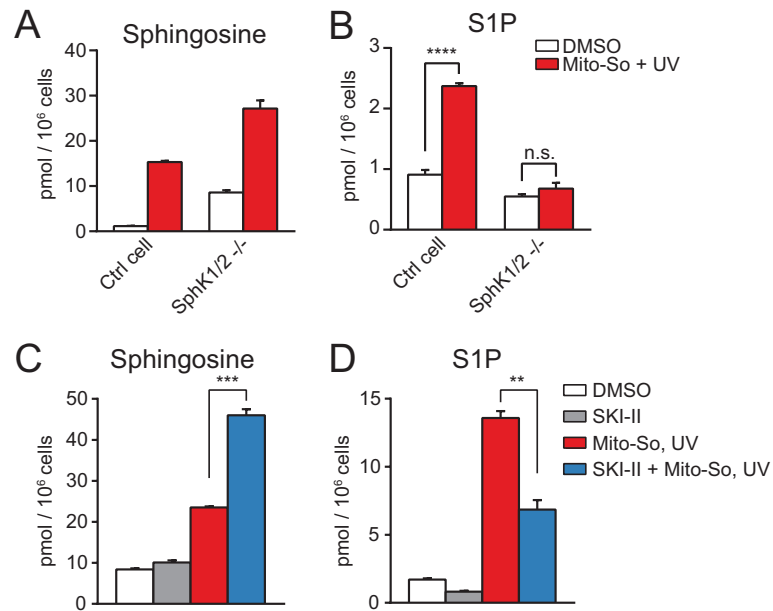 A
Sphingosine
pmol / 10⁶ cells
40
30
20
10
0
Ctrl cell
SphK1/2 -/-
B
S1P
DMSO
Mito-So + UV
pmol / 10⁶ cells
3
2
1
0
****
n.s.
Ctrl cell
SphK1/2 -/-
C
Sphingosine
pmol / 10⁶ cells
50
40
30
20
10
0
***
D
S1P
pmol / 10⁶ cells
15
10
5
0
**
DMSO
SKI-II
Mito-So, UV
SKI-II + Mito-So, UV